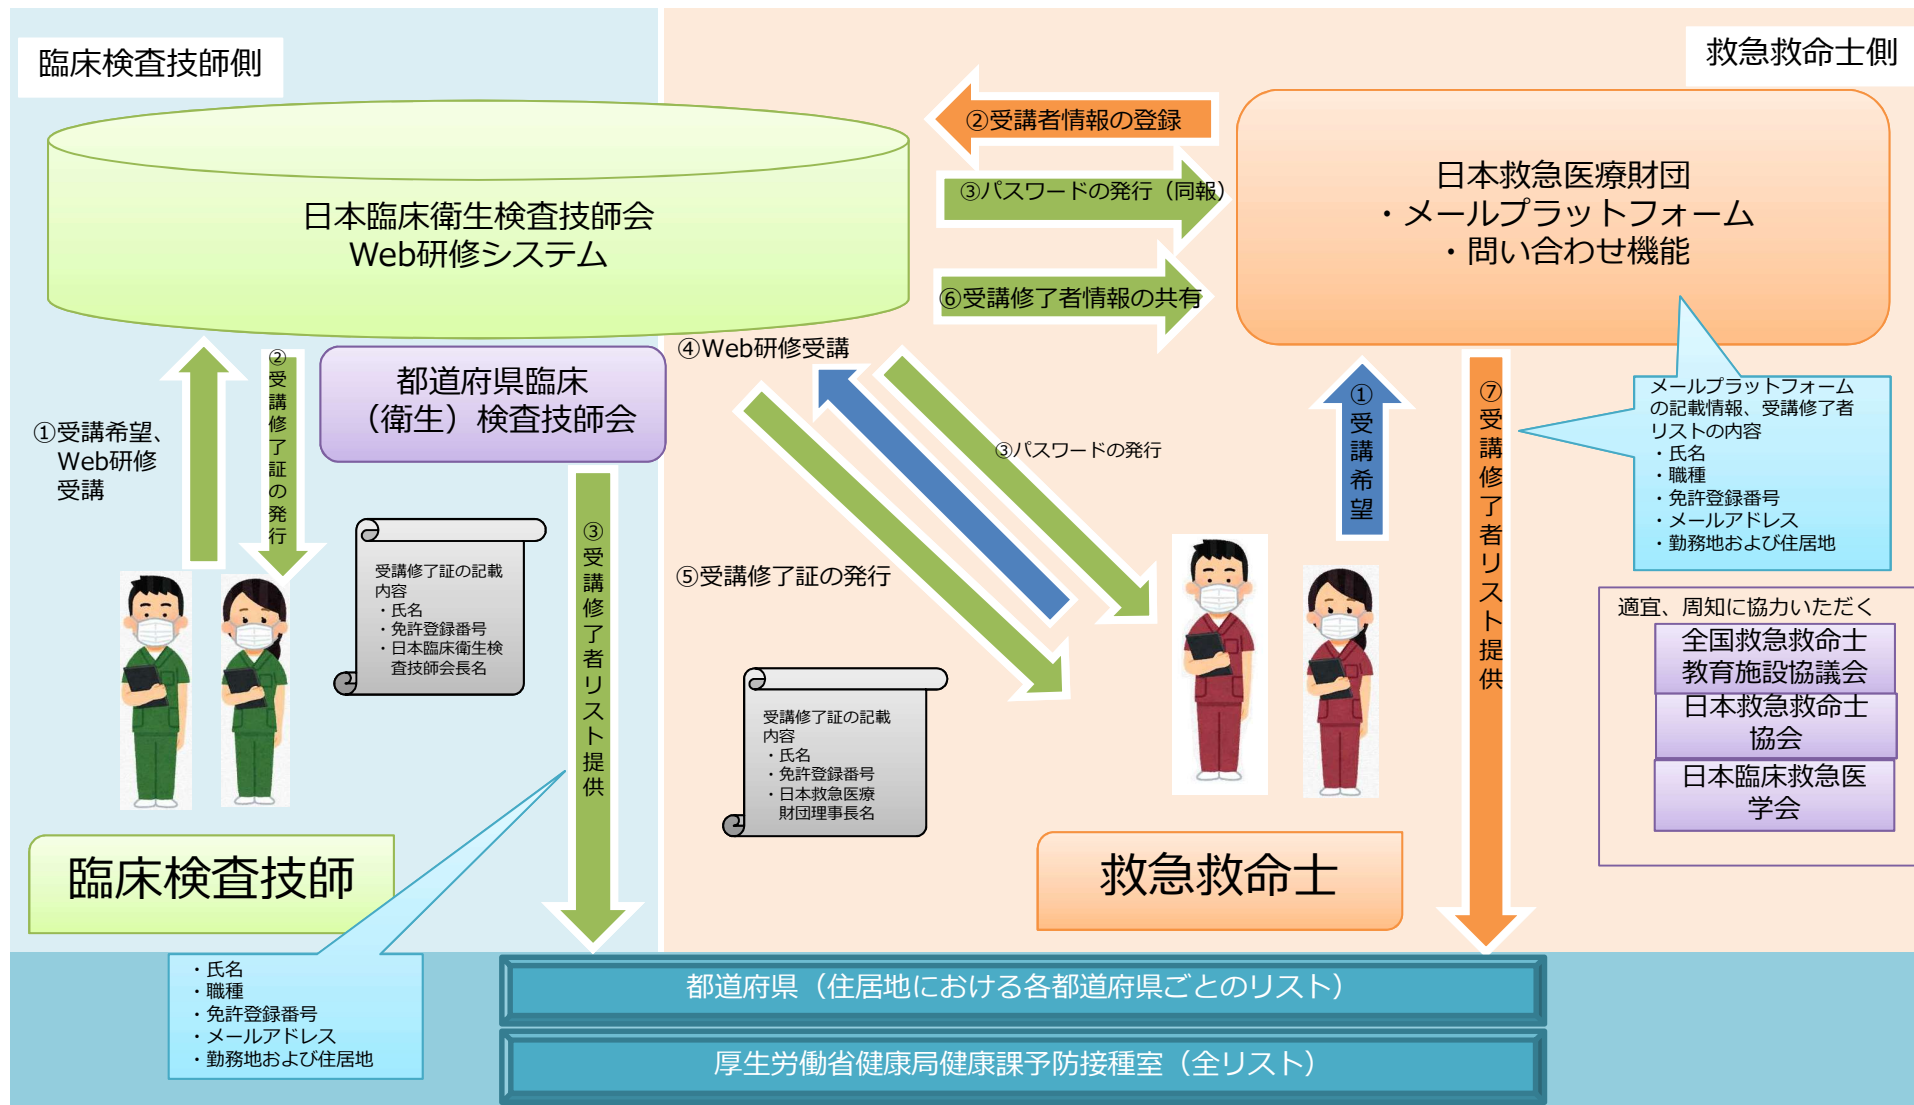 臨床検査技師側
救急救命士側
日本臨床衛生検査技師会
Web研修システム
②受講者情報の登録
③パスワードの発行（同報）
⑥受講修了者情報の共有
日本救急医療財団
・メールプラットフォーム
・問い合わせ機能
①受講希望、
Web研修
受講
②受講修了証の発行
都道府県臨床
（衛生）検査技師会
④Web研修受講
③パスワードの発行
⑤受講修了証の発行
①受講希望
⑦受講修了者リスト提供
メールプラットフォーム
の記載情報、受講修了者
リストの内容
・氏名
・職種
・免許登録番号
・メールアドレス
・勤務地および住居地
受講修了証の記載
内容
・氏名
・免許登録番号
・日本臨床衛生検
査技師会長名
③受講修了者リスト提供
受講修了証の記載
内容
・氏名
・免許登録番号
・日本救急医療
財団理事長名
適宜、周知に協力いただく
全国救急救命士
教育施設協議会
日本救急救命士
協会
日本臨床救急医
学会
臨床検査技師
救急救命士
・氏名
・職種
・免許登録番号
・メールアドレス
・勤務地および住居地
都道府県（住居地における各都道府県ごとのリスト）
厚生労働省健康局健康課予防接種室（全リスト）